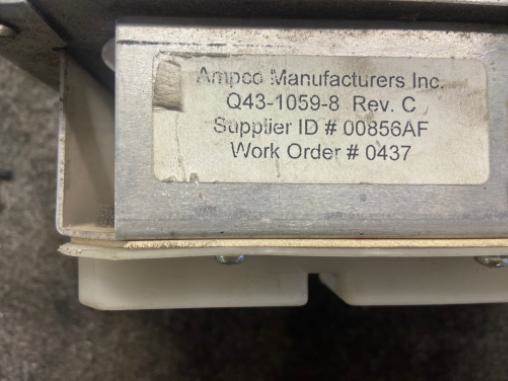 Ampco Manufacturers Inc.
Q43-1059-8 Rev. C
Supplier ID # 00856AF
Work Order # 0437